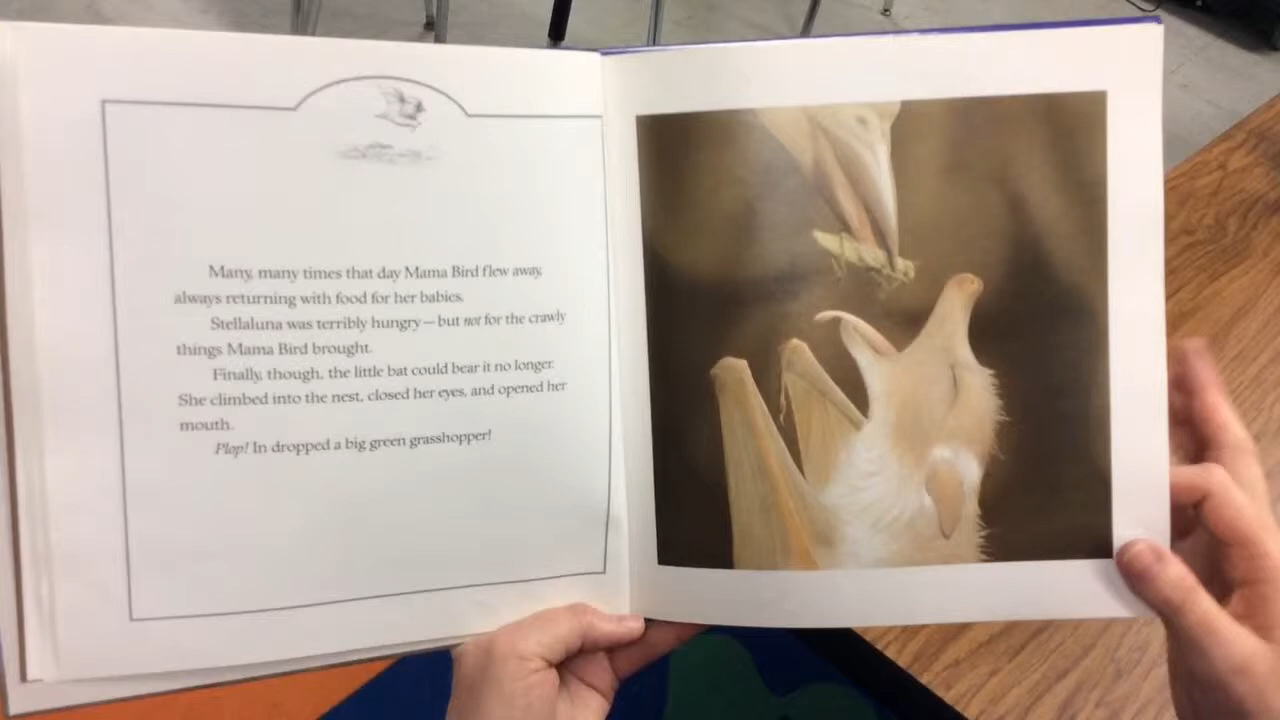 Many, many times that day Mama Bird flew away,
always returning with food for her babies.
Stellaluna was terribly hungry—but not for the crawly
things Mama Bird brought.
Finally, though, the little bat could bear it no longer.
She climbed into the nest, closed her eyes, and opened her
mouth.
Plop! In dropped a big green grasshopper!